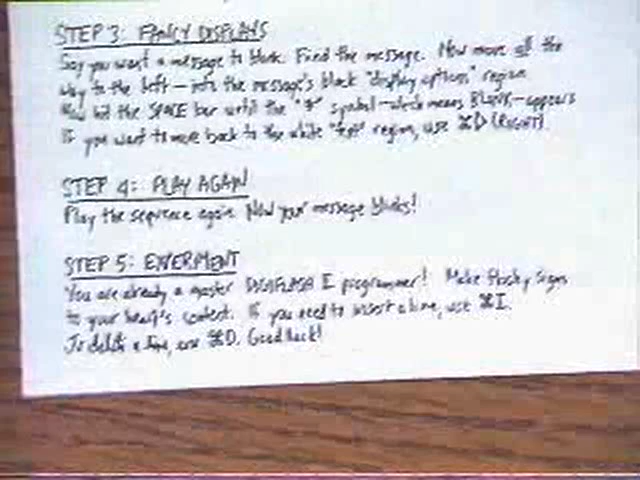 STEP 3: FANCY DISPLAYS
Say you want a message to blink. Find the message. Now move all the
way to the left — into the message's black "display options" region
Now hit the SPACE bar until the "*" symbol — which means BLINK — appears
If you want to move back to the white "text" region, use ⌘D (RIGHT).
STEP 4: PLAY AGAIN
Play the sequence again. Now your message blinks!
STEP 5: EXPERIMENT
You are already a master DIGIFLASH II programmer! Make flashy signs
to your heart's content. If you need to insert a line, use ⌘I.
To delete a line, use ⌘D. Good luck!